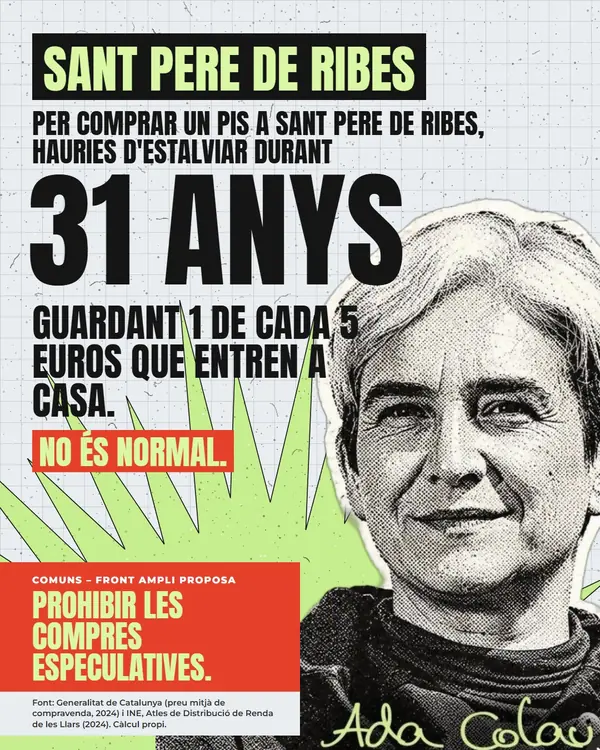 SANT PERE DE RIBES
PER COMPRAR UN PIS A SANT PERE DE RIBES,
HAURIES D'ESTALVIAR DURANT
31 ANYS
GUARDANT 1 DE CADA 5
EUROS QUE ENTREN A
CASA.
NO ÉS NORMAL.
COMUNS – FRONT AMPLI PROPOSA
PROHIBIR LES
COMPRES
ESPECULATIVES.
Font: Generalitat de Catalunya (preu mitjà de
compravenda, 2024) i INE, Atles de Distribució de Renda
de les Llars (2024). Càlcul propi.
Ada Colau